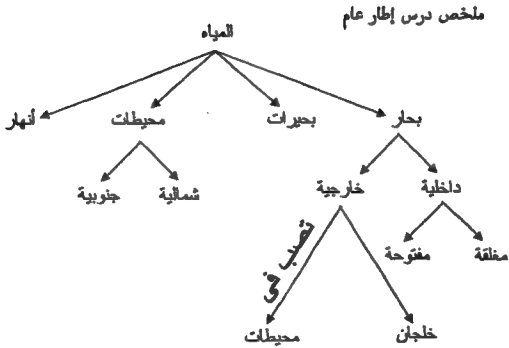 ملخص درس إطار عام
المياه
بحار بحيرات محيطات أنهار
داخلية خارجية شمالية جنوبية
مغلقة مفتوحة
تصب في
خلجان محيطات